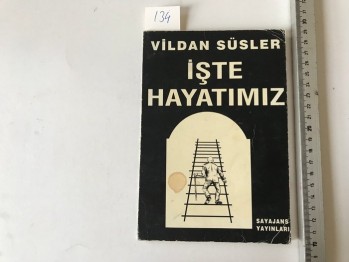 134
VİLDAN SÜSLER
İŞTE
HAYATIMIZ
SAYAJANS
YAYINLARI